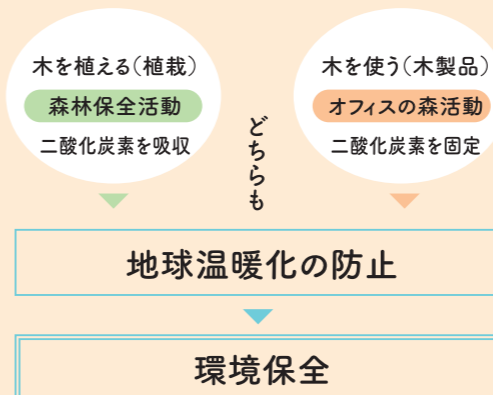 木を植える(植栽)
森林保全活動
二酸化炭素を吸収
どちらも
木を使う(木製品)
オフィスの森活動
二酸化炭素を固定
地球温暖化の防止
環境保全